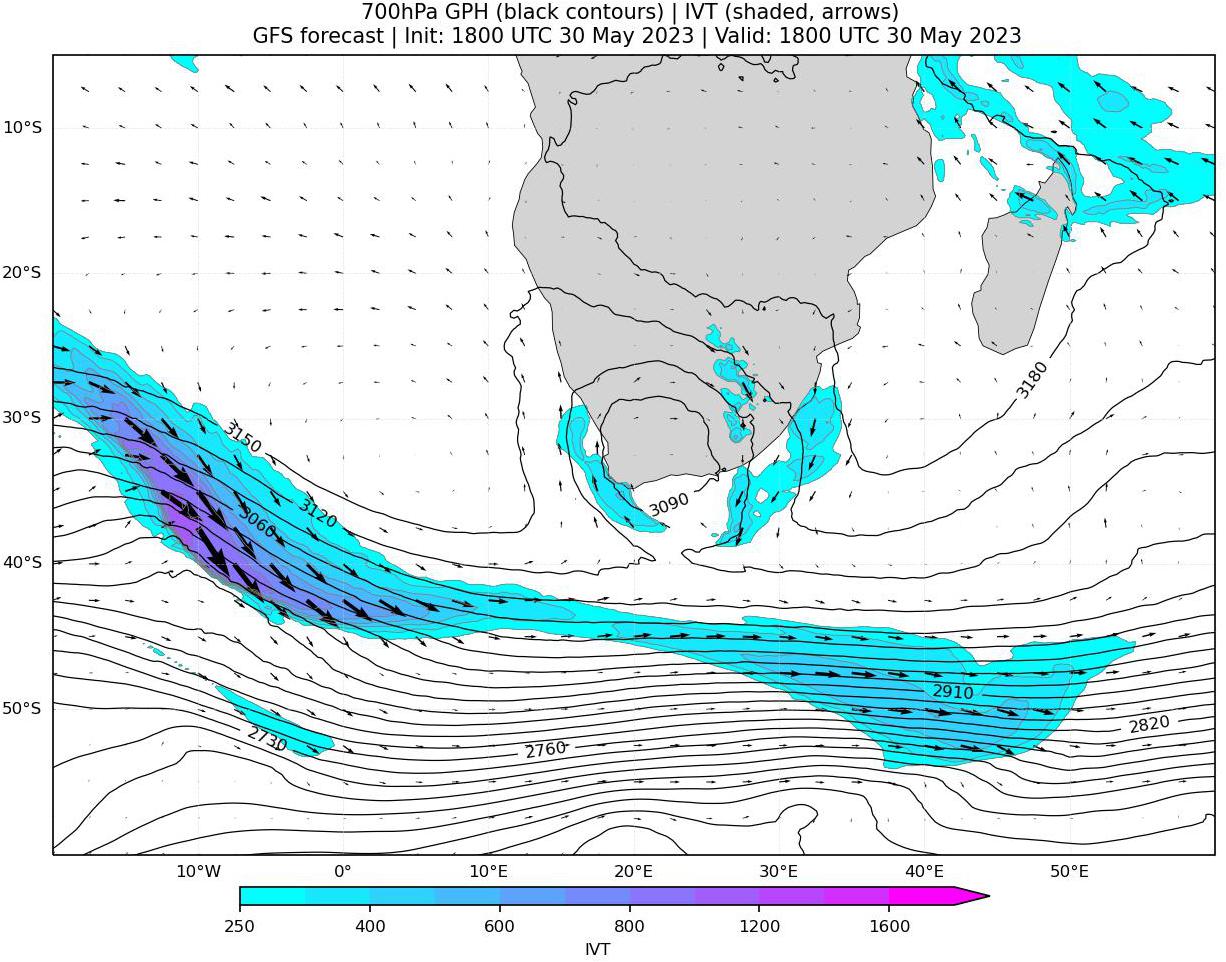 700hPa GPH (black contours) | IVT (shaded, arrows)
GFS forecast | Init: 1800 UTC 30 May 2023 | Valid: 1800 UTC 30 May 2023
10°S
20°S
30°S
40°S
50°S
3180
3150
3120
3060
3090
2910
2820
2730
2760
10°W 0° 10°E 20°E 30°E 40°E 50°E
250 400 600 800 1200 1600
IVT